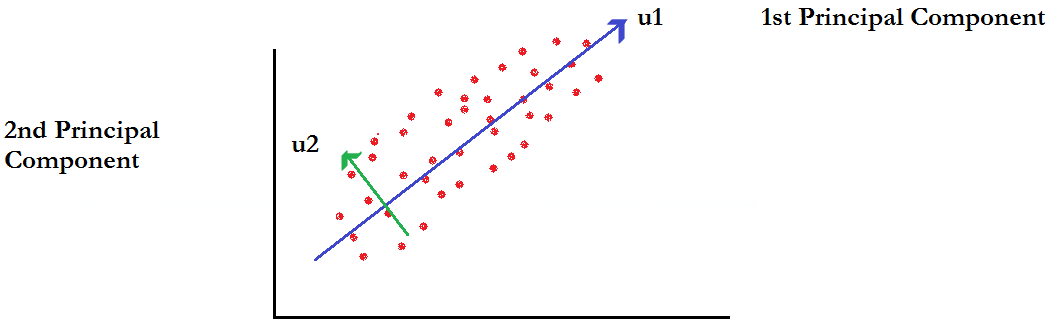 u1
1st Principal Component
2nd Principal
Component
u2